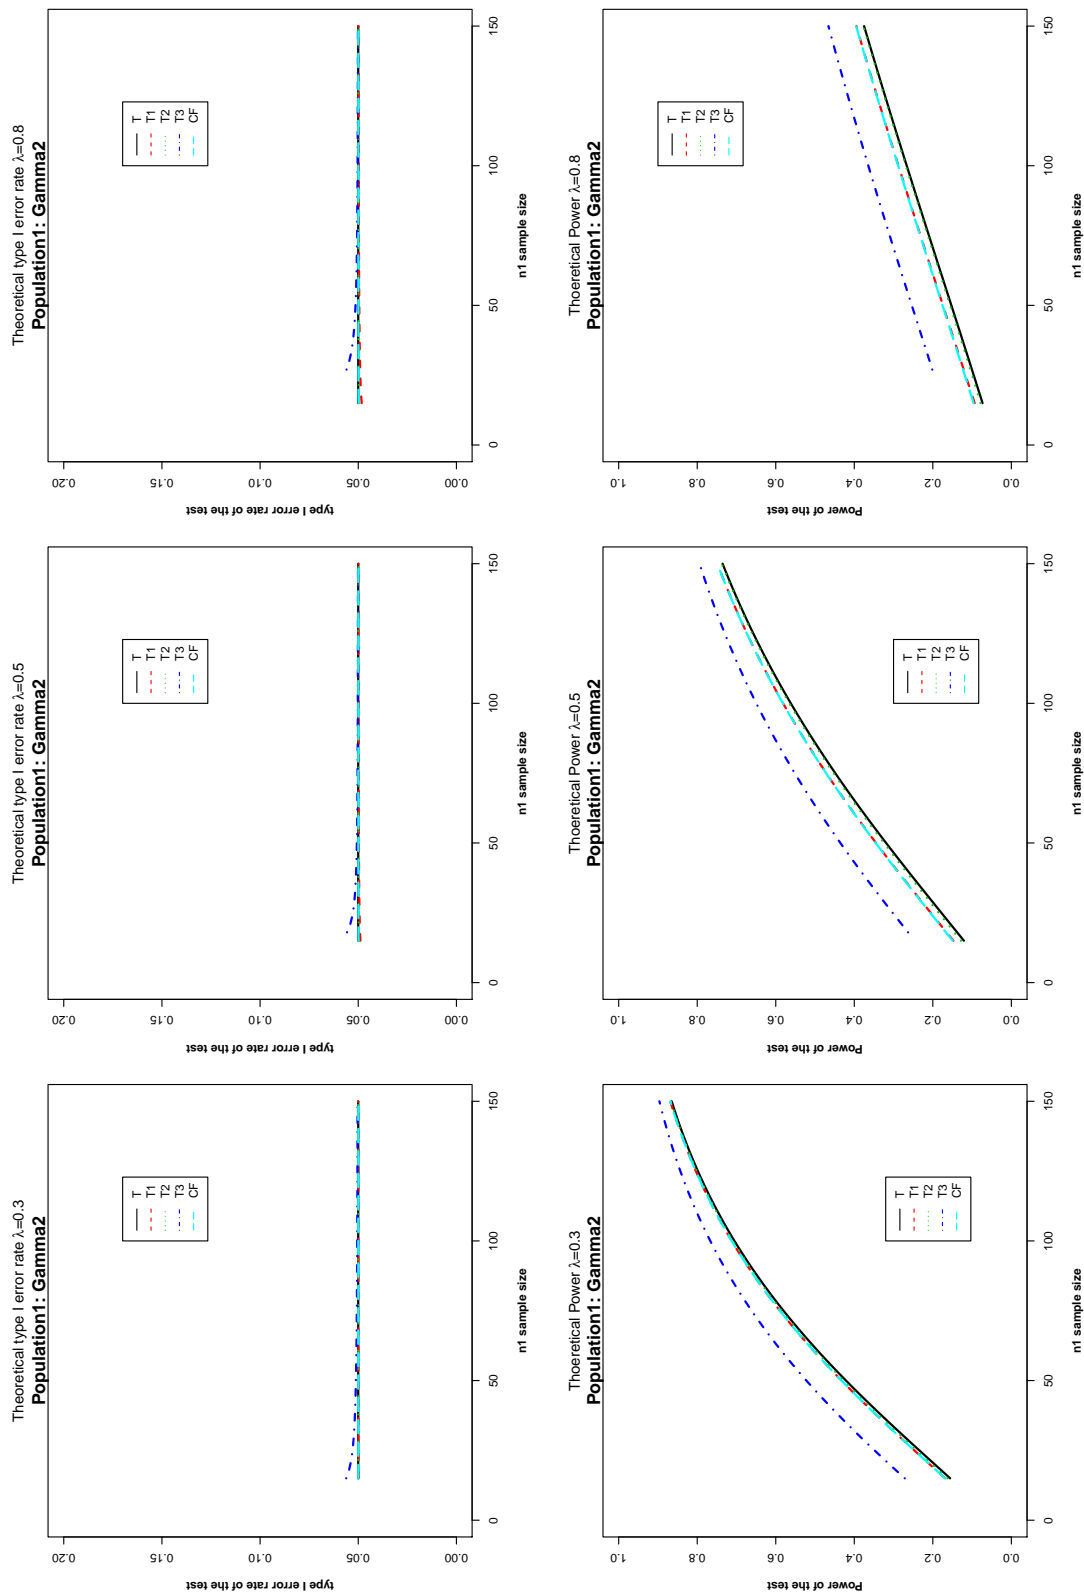 Theoretical type I error rate λ=0.3
Population1: Gamma2
type I error rate of the test
0.20
0.15
0.10
0.05
0.00
T
T1
T2
T3
CF
0
50
100
150
n1 sample size
Theoretical type I error rate λ=0.5
Population1: Gamma2
type I error rate of the test
0.20
0.15
0.10
0.05
0.00
T
T1
T2
T3
CF
0
50
100
150
n1 sample size
Theoretical type I error rate λ=0.8
Population1: Gamma2
type I error rate of the test
0.20
0.15
0.10
0.05
0.00
T
T1
T2
T3
CF
0
50
100
150
n1 sample size
Thoeretical Power λ=0.3
Population1: Gamma2
Power of the test
1.0
0.8
0.6
0.4
0.2
0.0
T
T1
T2
T3
CF
0
50
100
150
n1 sample size
Thoeretical Power λ=0.5
Population1: Gamma2
Power of the test
1.0
0.8
0.6
0.4
0.2
0.0
T
T1
T2
T3
CF
0
50
100
150
n1 sample size
Thoeretical Power λ=0.8
Population1: Gamma2
Power of the test
1.0
0.8
0.6
0.4
0.2
0.0
T
T1
T2
T3
CF
0
50
100
150
n1 sample size